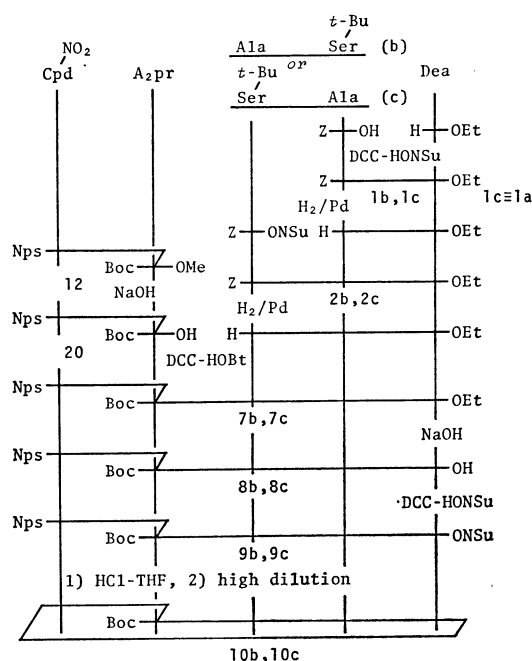 t-Bu
NO2
Ala Ser (b)
or
Cpd A2pr t-Bu Dea
Ser Ala (c)
Z OH H OEt
DCC-HONSu
Z OEt
1b,1c 1c≡1a
H2/Pd
Z ONSu H OEt
Nps
Boc OMe
12 NaOH Z OEt
2b,2c
H2/Pd
Nps
Boc OH H OEt
20 DCC-HOBt
Nps
Boc OEt
7b,7c
NaOH
Nps
Boc OH
8b,8c
·DCC-HONSu
Nps
Boc ONSu
9b,9c
1) HCl-THF, 2) high dilution
Boc
10b,10c